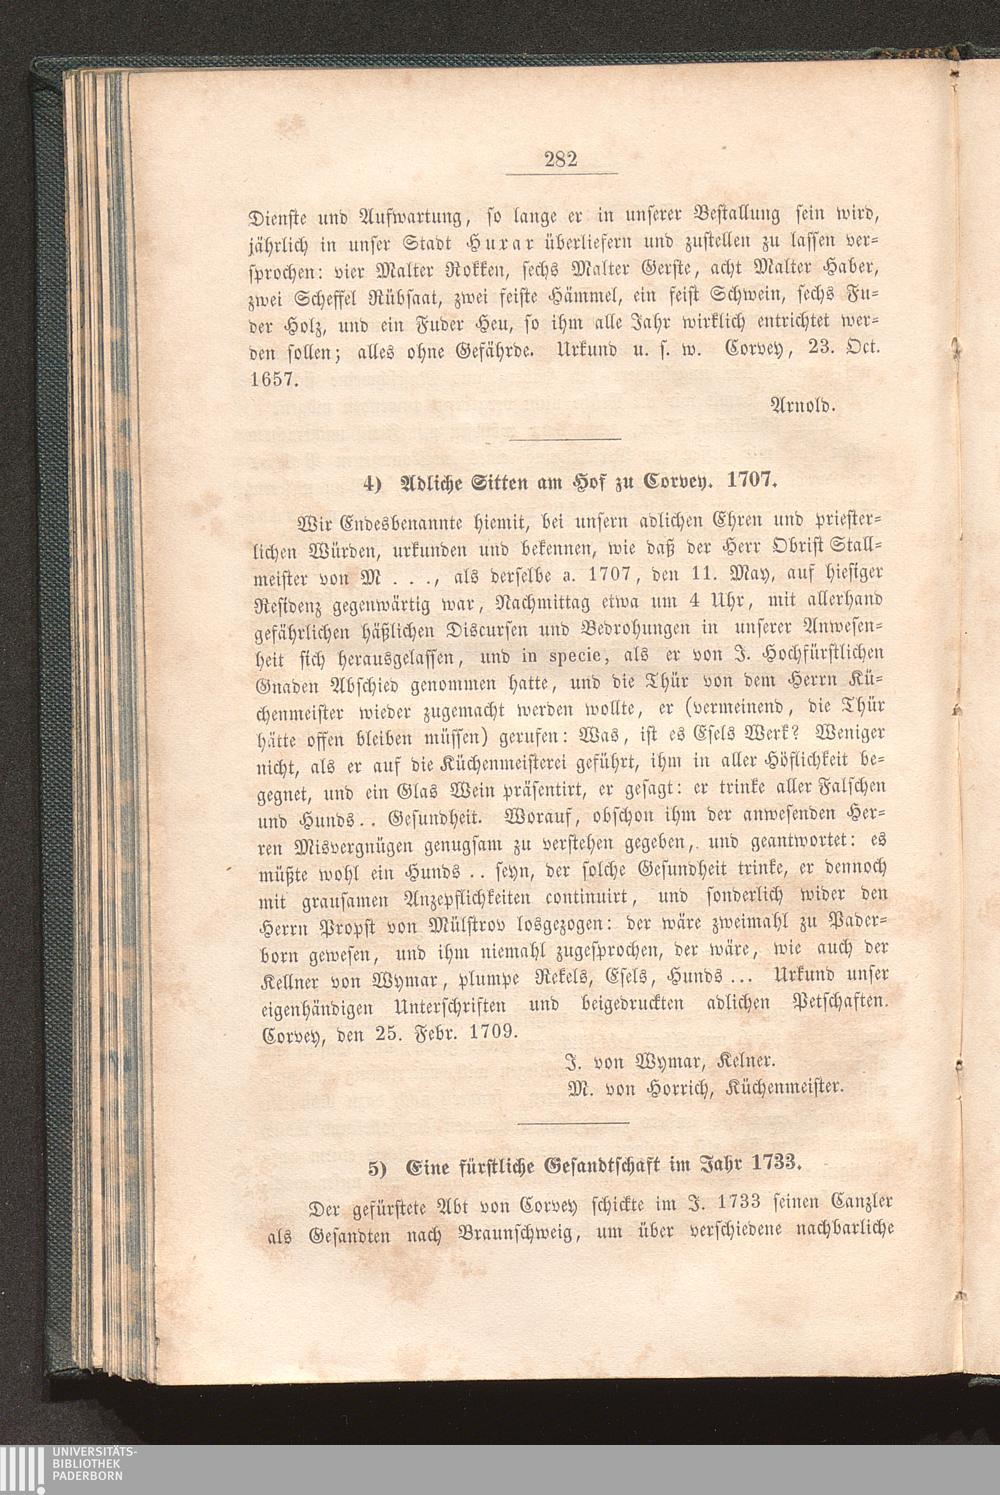 282
Dienste und Aufwartung, so lange er in unserer Bestallung sein wird,
jährlich in unser Stadt Huxar überliefern und zustellen zu lassen ver=
sprochen: vier Malter Rokken, sechs Malter Gerste, acht Malter Haber,
zwei Scheffel Rübsaat, zwei feiste Hämmel, ein feist Schwein, sechs Fu=
der Holz, und ein Fuder Heu, so ihm alle Jahr wirklich entrichtet wer=
den sollen; alles ohne Gefährde. Urkund u. s. w. Corvey, 23. Oct.
1657.
Arnold.
4) Adliche Sitten am Hof zu Corvey. 1707.
Wir Endesbenannte hiemit, bei unsern adlichen Ehren und priester=
lichen Würden, urkunden und bekennen, wie daß der Herr Obrist Stall=
meister von M . . ., als derselbe a. 1707, den 11. May, auf hiesiger
Residenz gegenwärtig war, Nachmittag etwa um 4 Uhr, mit allerhand
gefährlichen häßlichen Discursen und Bedrohungen in unserer Anwesen=
heit sich herausgelassen, und in specie, als er von J. Hochfürstlichen
Gnaden Abschied genommen hatte, und die Thür von dem Herrn Kü=
chenmeister wieder zugemacht werden wollte, er (vermeinend, die Thür
hätte offen bleiben müssen) gerufen: Was, ist es Esels Werk? Weniger
nicht, als er auf die Küchenmeisterei geführt, ihm in aller Höflichkeit be=
gegnet, und ein Glas Wein präsentirt, er gesagt: er trinke aller Falschen
und Hunds.. Gesundheit. Worauf, obschon ihm der anwesenden Her=
ren Misvergnügen genugsam zu verstehen gegeben, und geantwortet: es
müßte wohl ein Hunds .. seyn, der solche Gesundheit trinke, er dennoch
mit grausamen Anzepflichkeiten continuirt, und sonderlich wider den
Herrn Propst von Mülstrov losgezogen: der wäre zweimahl zu Pader=
born gewesen, und ihm niemahl zugesprochen, der wäre, wie auch der
Kellner von Wymar, plumpe Rekels, Esels, Hunds... Urkund unser
eigenhändigen Unterschriften und beigedruckten adlichen Petschaften.
Corvey, den 25. Febr. 1709.
J. von Wymar, Kelner.
M. von Horrich, Küchenmeister.
5) Eine fürstliche Gesandtschaft im Jahr 1733.
Der gefürstete Abt von Corvey schickte im J. 1733 seinen Canzler
als Gesandten nach Braunschweig, um über verschiedene nachbarliche
UNIVERSITÄTS-
BIBLIOTHEK
PADERBORN